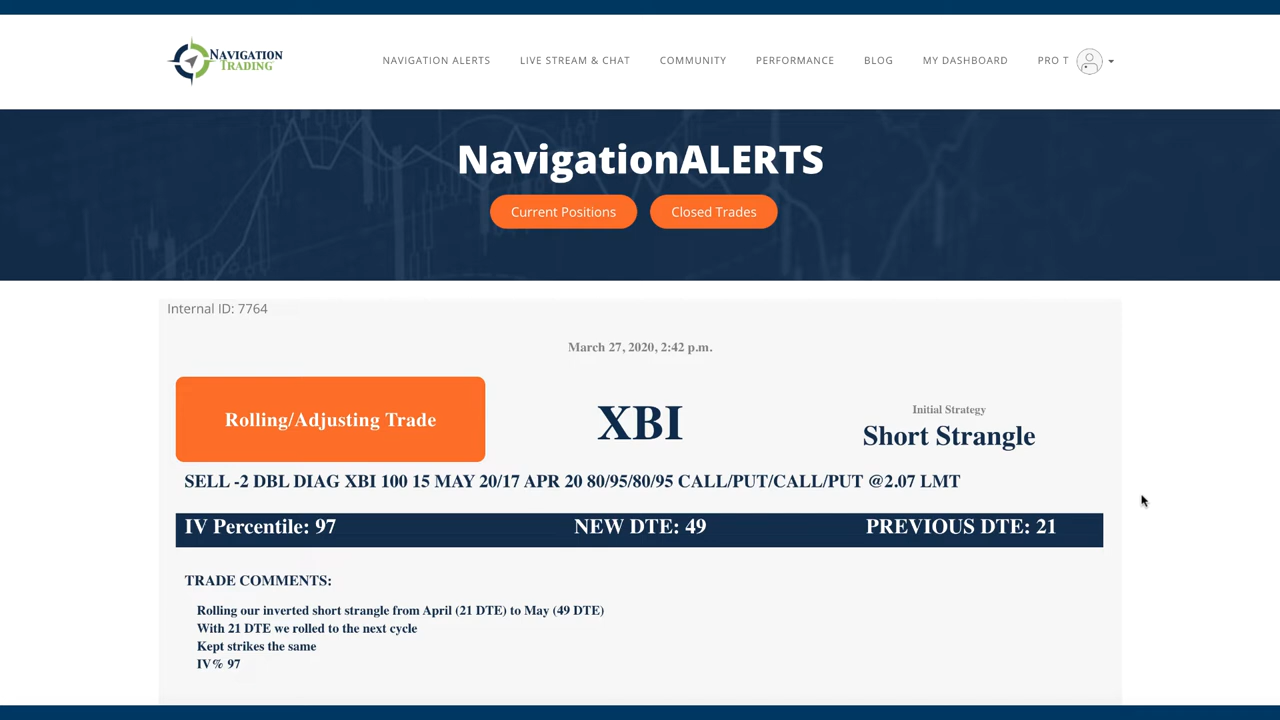 NAVIGATION
TRADING
NAVIGATION ALERTS
LIVE STREAM & CHAT
COMMUNITY
PERFORMANCE
BLOG
MY DASHBOARD
PRO T
NavigationALERTS
Current Positions
Closed Trades
Internal ID: 7764
March 27, 2020, 2:42 p.m.
Rolling/Adjusting Trade
XBI
Initial Strategy
Short Strangle
SELL -2 DBL DIAG XBI 100 15 MAY 20/17 APR 20 80/95/80/95 CALL/PUT/CALL/PUT @2.07 LMT
IV Percentile: 97
NEW DTE: 49
PREVIOUS DTE: 21
TRADE COMMENTS:
Rolling our inverted short strangle from April (21 DTE) to May (49 DTE)
With 21 DTE we rolled to the next cycle
Kept strikes the same
IV% 97